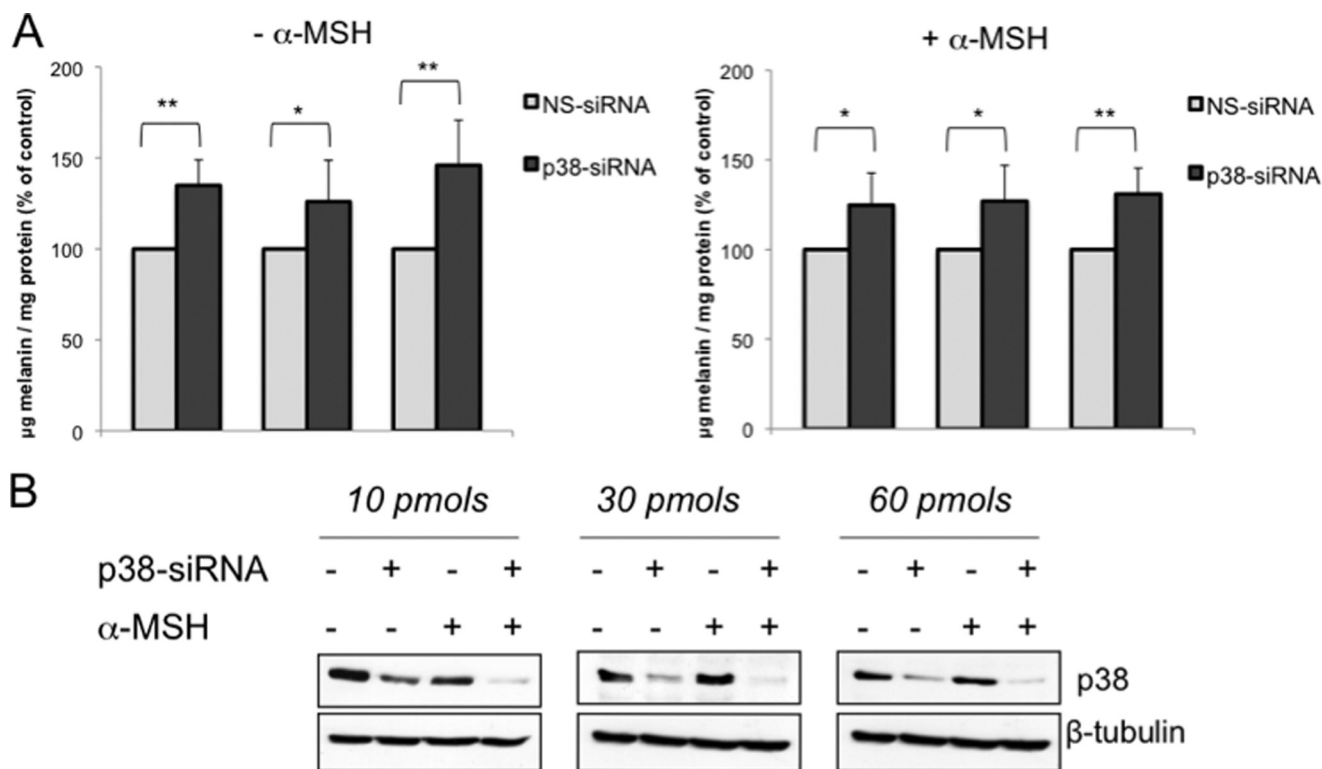 A
- α-MSH
+ α-MSH
µg melanin / mg protein (% of control)
200
150
100
50
0
** * **
NS-siRNA
p38-siRNA
µg melanin / mg protein (% of control)
200
150
100
50
0
* * **
NS-siRNA
p38-siRNA
B
10 pmols 30 pmols 60 pmols
p38-siRNA - + - + - + - + - + - +
α-MSH - - + + - - + + - - + +
p38
β-tubulin